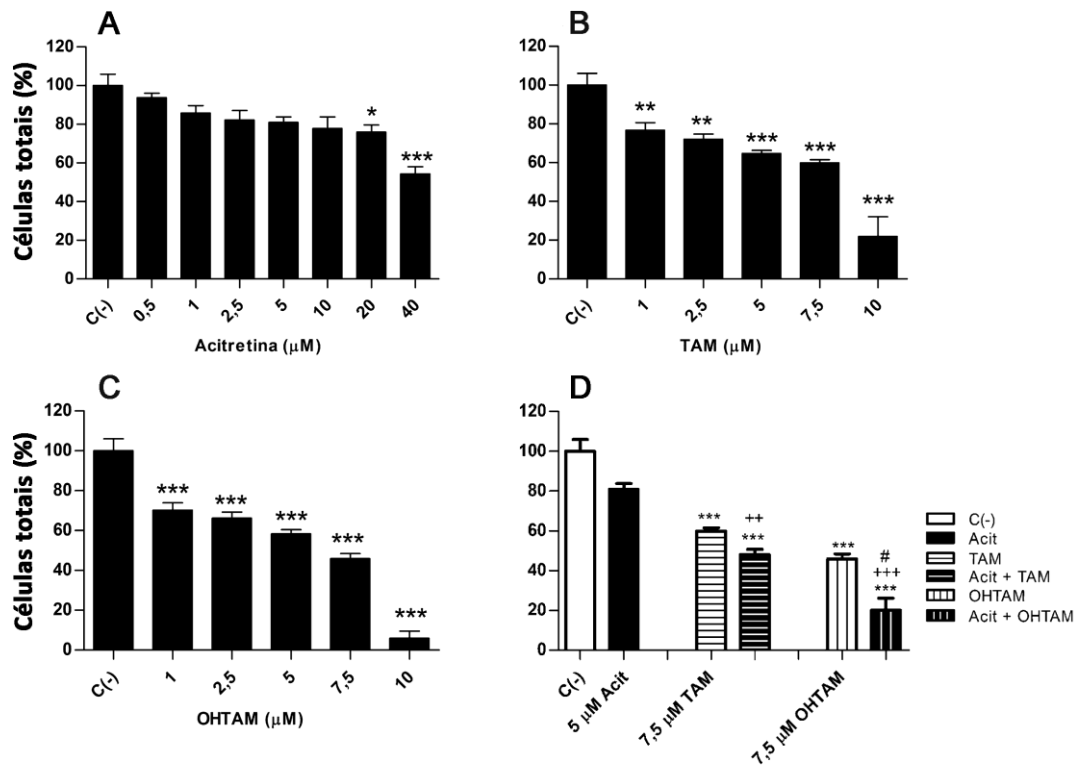 A
Células totais (%)
120
100
80
60
40
20
0
*
***
C(-) 0,5 1 2,5 5 10 20 40
Acitretina (μM)
B
120
100
80
60
40
20
0
** ** *** *** ***
C(-) 1 2,5 5 7,5 10
TAM (μM)
C
Células totais (%)
120
100
80
60
40
20
0
*** *** *** *** ***
C(-) 1 2,5 5 7,5 10
OHTAM (μM)
D
120
100
80
60
40
20
0
***
++
***
***
#
+++
***
C(-) 5 μM Acit 7,5 μM TAM 7,5 μM OHTAM
C(-)
Acit
TAM
Acit + TAM
OHTAM
Acit + OHTAM